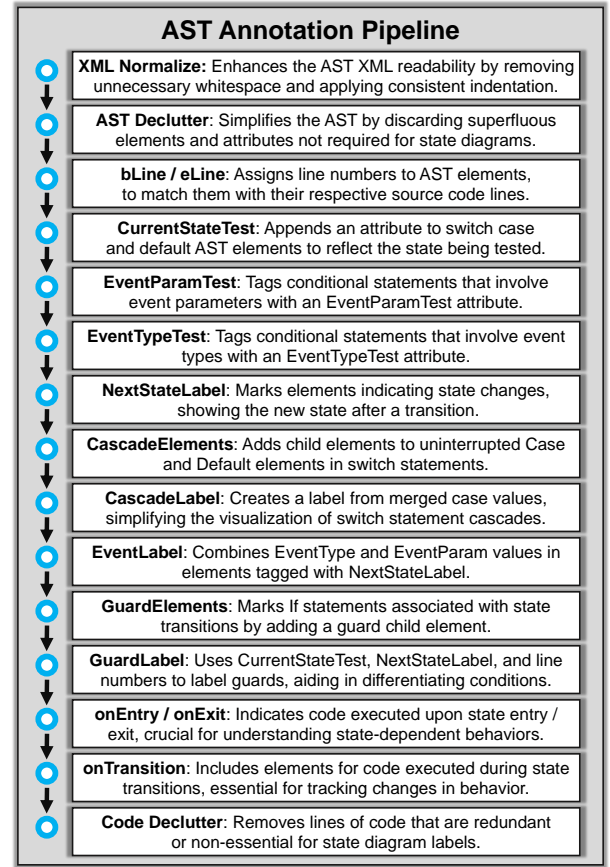 AST Annotation Pipeline
XML Normalize: Enhances the AST XML readability by removing
unnecessary whitespace and applying consistent indentation.
AST Declutter: Simplifies the AST by discarding superfluous
elements and attributes not required for state diagrams.
bLine / eLine: Assigns line numbers to AST elements,
to match them with their respective source code lines.
CurrentStateTest: Appends an attribute to switch case
and default AST elements to reflect the state being tested.
EventParamTest: Tags conditional statements that involve
event parameters with an EventParamTest attribute.
EventTypeTest: Tags conditional statements that involve event
types with an EventTypeTest attribute.
NextStateLabel: Marks elements indicating state changes,
showing the new state after a transition.
CascadeElements: Adds child elements to uninterrupted Case
and Default elements in switch statements.
CascadeLabel: Creates a label from merged case values,
simplifying the visualization of switch statement cascades.
EventLabel: Combines EventType and EventParam values in
elements tagged with NextStateLabel.
GuardElements: Marks If statements associated with state
transitions by adding a guard child element.
GuardLabel: Uses CurrentStateTest, NextStateLabel, and line
numbers to label guards, aiding in differentiating conditions.
onEntry / onExit: Indicates code executed upon state entry /
exit, crucial for understanding state-dependent behaviors.
onTransition: Includes elements for code executed during state
transitions, essential for tracking changes in behavior.
Code Declutter: Removes lines of code that are redundant
or non-essential for state diagram labels.